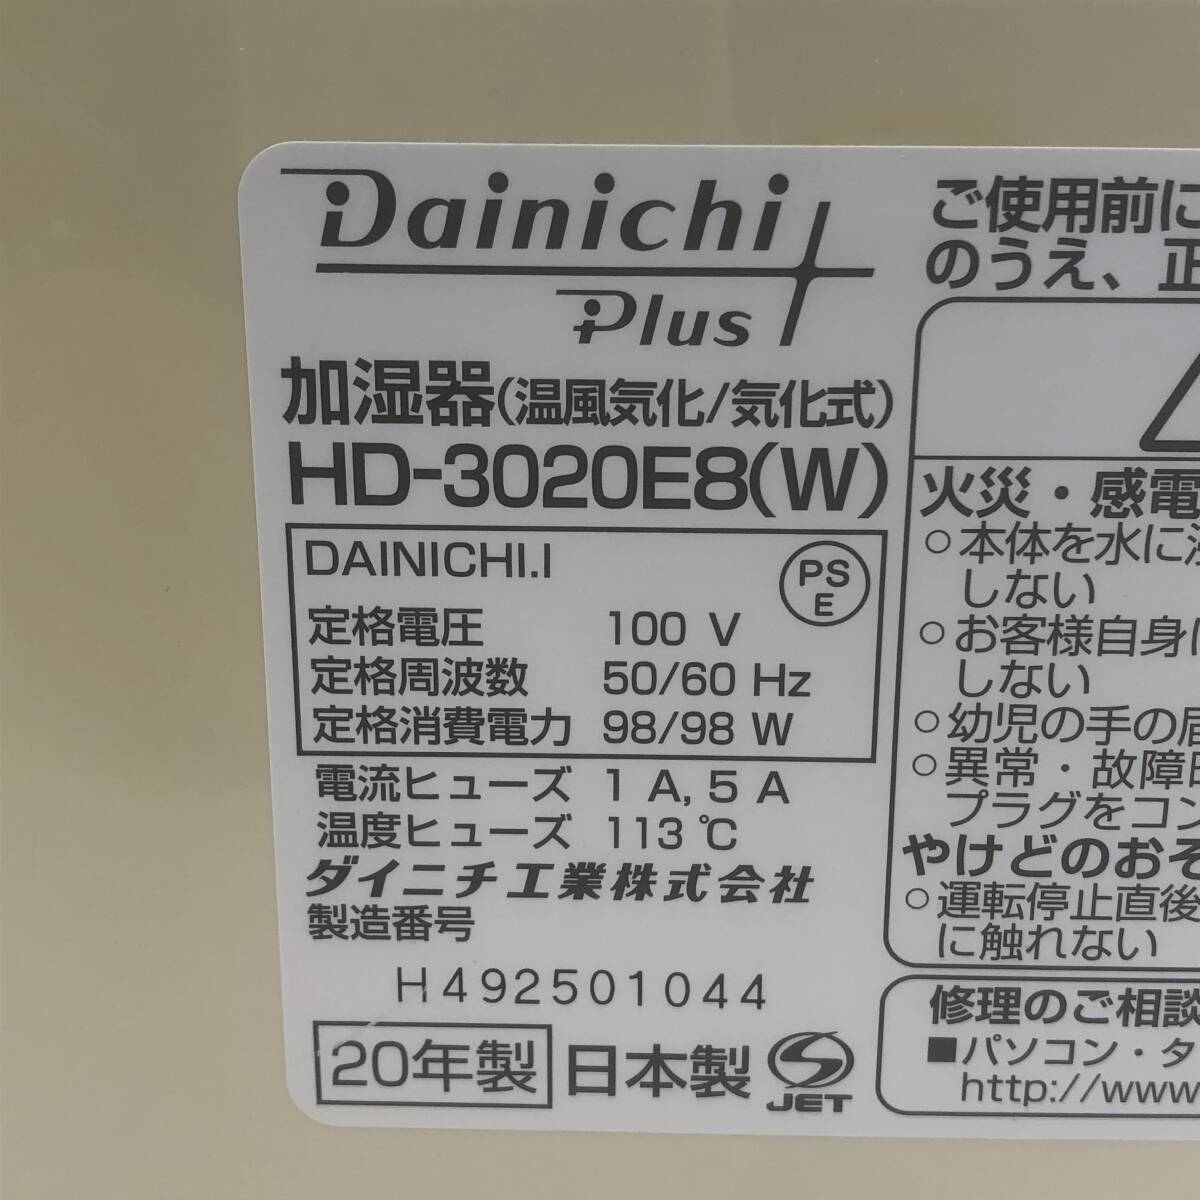 Dainichi
Plus
加湿器(温風気化/気化式)
HD-3020E8(W)
DAINICHI.I
PS
E
定格電圧 100 V
定格周波数 50/60 Hz
定格消費電力 98/98 W
電流ヒューズ 1 A, 5 A
温度ヒューズ 113 ℃
ダイニチ工業株式会社
製造番号
H492501044
20年製 日本製 JET
ご使用前に
のうえ、正
火災・感電
○本体を水に
しない
○お客様自身に
しない
○幼児の手の届
○異常・故障時
プラグをコン
やけどのおそ
○運転停止直後
に触れない
修理のご相談
■パソコン・タ
http://www